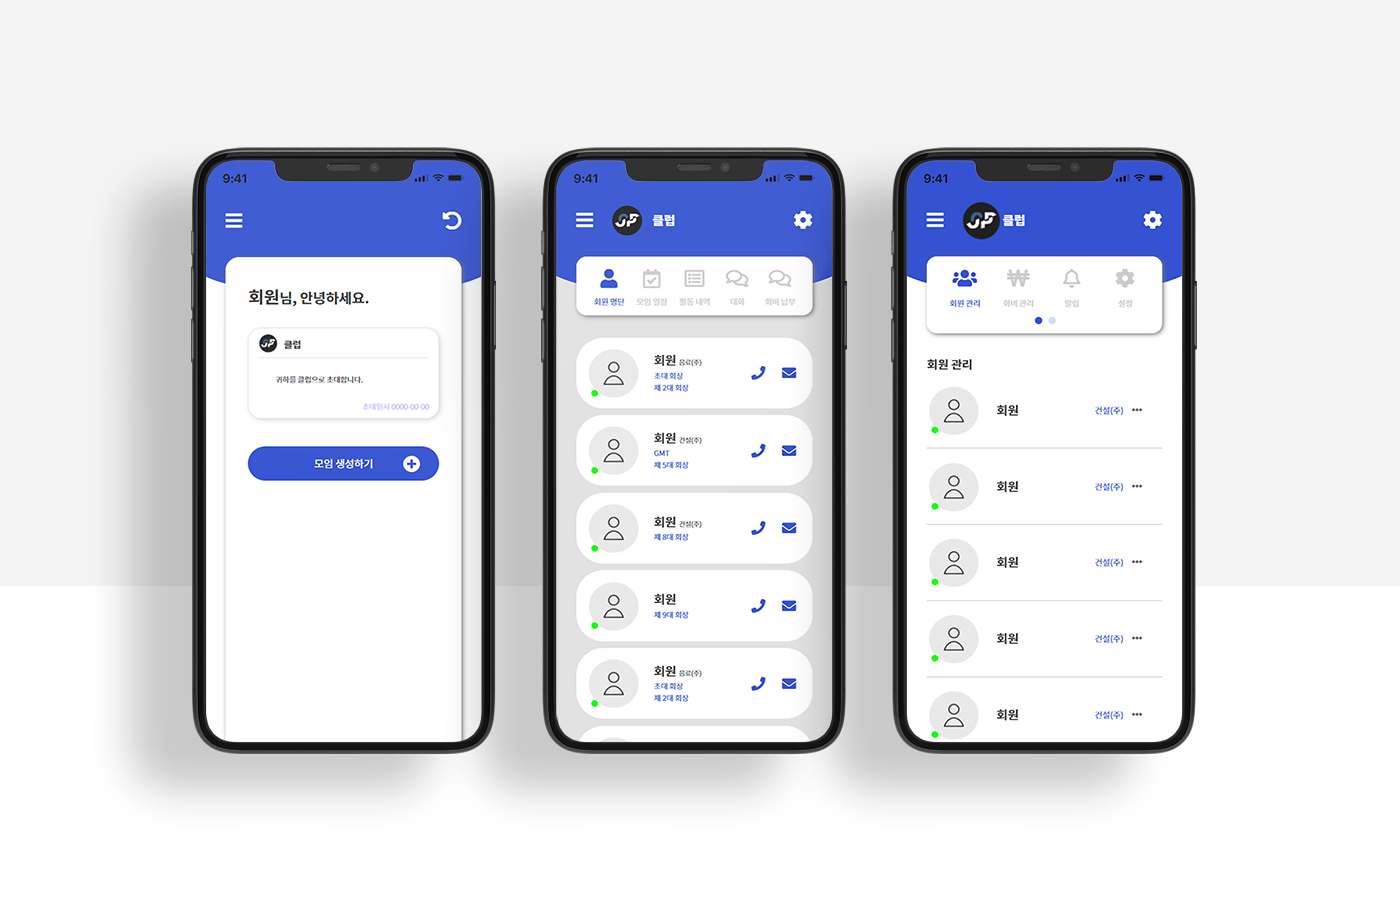 9:41
회원님, 안녕하세요.
클럽
귀하를 클럽으로 초대합니다.
초대일시 0000-00-00
모임 생성하기
9:41
클럽
회원 명단
모임 일정
활동 내역
대화
회비 납부
회원 음료(주)
초대 회장
제 2대 회장
회원 건설(주)
GMT
제 5대 회장
회원 건설(주)
제 8대 회장
회원
제 9대 회장
회원 음료(주)
초대 회장
제 2대 회장
9:41
클럽
회원 관리
회비 관리
알림
설정
회원 관리
회원 건설(주)
회원 건설(주)
회원 건설(주)
회원 건설(주)
회원 건설(주)